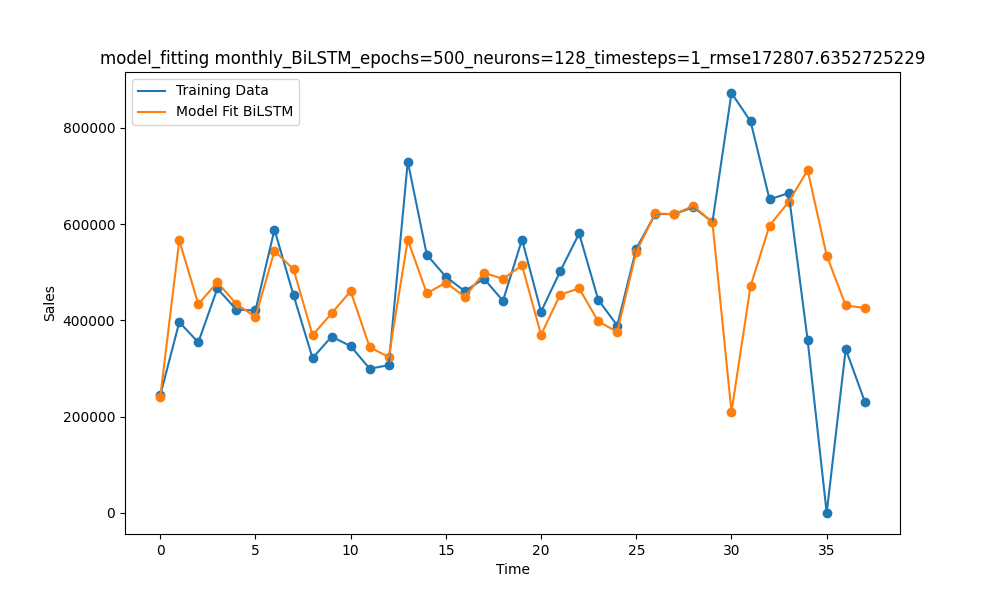 model_fitting monthly_BiLSTM_epochs=500_neurons=128_timesteps=1_rmse172807.6352725229
Training Data
Model Fit BiLSTM
800000
600000
400000
200000
0
Sales
0 5 10 15 20 25 30 35
Time